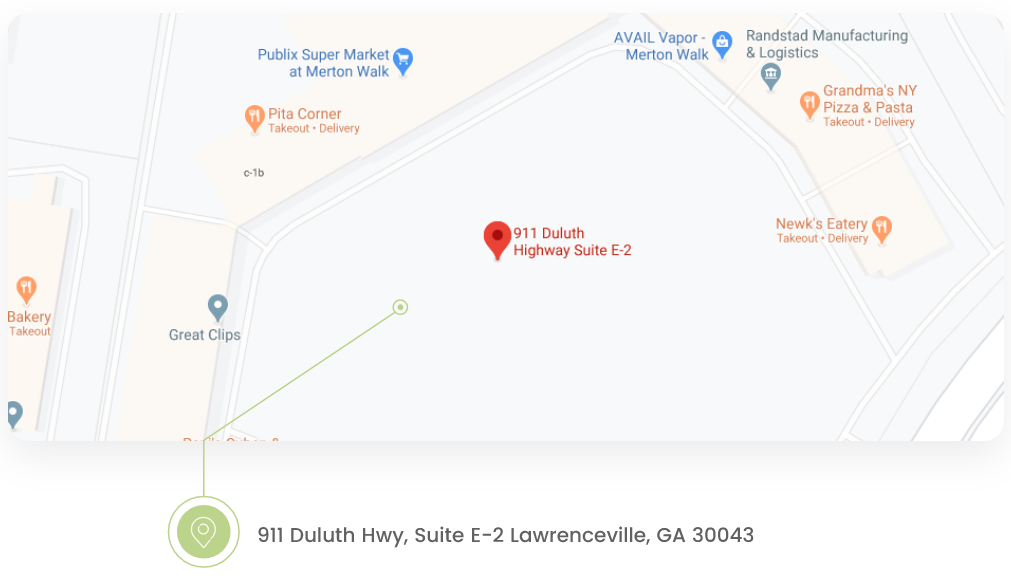 Publix Super Market
at Merton Walk
AVAIL Vapor -
Merton Walk
Randstad Manufacturing
& Logistics
Pita Corner
Takeout • Delivery
Grandma's NY
Pizza & Pasta
Takeout • Delivery
c-1b
911 Duluth
Highway Suite E-2
Newk's Eatery
Takeout • Delivery
Bakery
Takeout
Great Clips
911 Duluth Hwy, Suite E-2 Lawrenceville, GA 30043